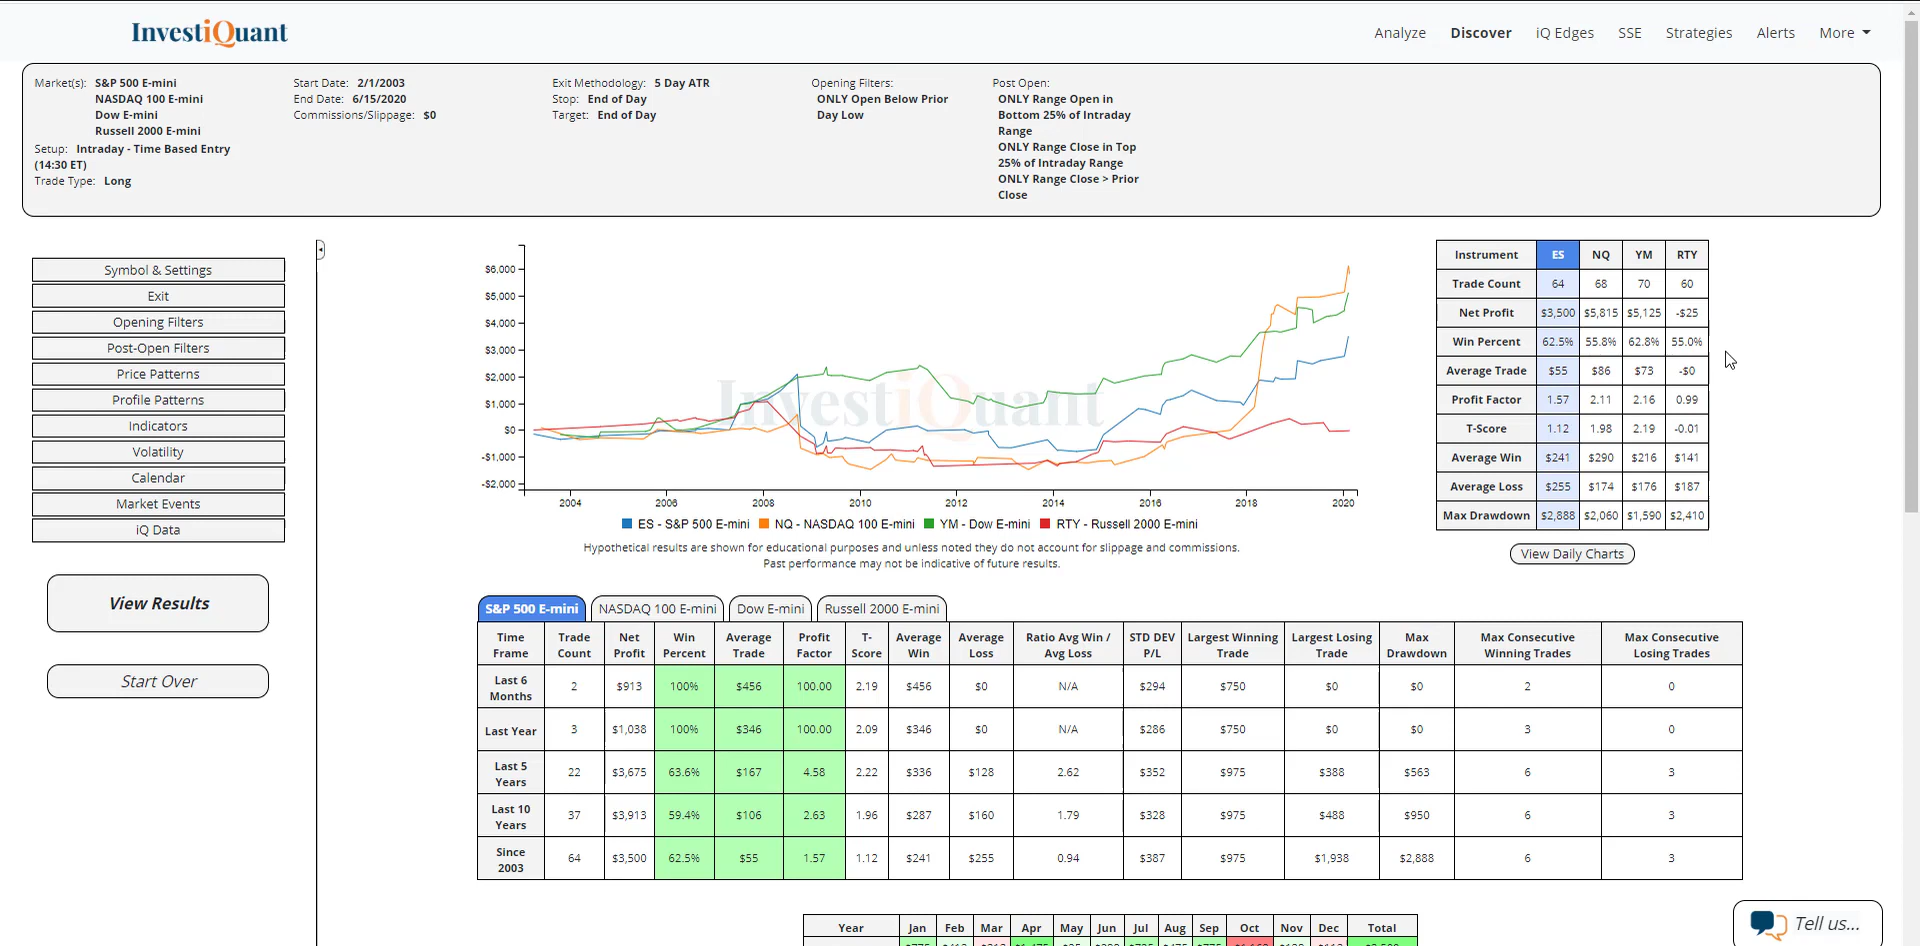 InvestiQuant
Analyze Discover iQ Edges SSE Strategies Alerts More
Market(s): S&P 500 E-mini
NASDAQ 100 E-mini
Dow E-mini
Russell 2000 E-mini
Setup: Intraday - Time Based Entry
(14:30 ET)
Trade Type: Long
Start Date: 2/1/2003
End Date: 6/15/2020
Commissions/Slippage: $0
Exit Methodology: 5 Day ATR
Stop: End of Day
Target: End of Day
Opening Filters:
ONLY Open Below Prior
Day Low
Post Open:
ONLY Range Open in
Bottom 25% of Intraday
Range
ONLY Range Close in Top
25% of Intraday Range
ONLY Range Close > Prior
Close
Symbol & Settings
Exit
Opening Filters
Post-Open Filters
Price Patterns
Profile Patterns
Indicators
Volatility
Calendar
Market Events
iQ Data
View Results
Start Over
$6,000
$5,000
$4,000
$3,000
$2,000
$1,000
$0
-$1,000
-$2,000
InvestiQuant
2004 2006 2008 2010 2012 2014 2016 2018 2020
ES - S&P 500 E-mini NQ - NASDAQ 100 E-mini YM - Dow E-mini RTY - Russell 2000 E-mini
Hypothetical results are shown for educational purposes and unless noted they do not account for slippage and commissions.
Past performance may not be indicative of future results.
Instrument ES NQ YM RTY
Trade Count 64 68 70 60
Net Profit $3,500 $5,815 $5,125 -$25
Win Percent 62.5% 55.8% 62.8% 55.0%
Average Trade $55 $86 $73 -$0
Profit Factor 1.57 2.11 2.16 0.99
T-Score 1.12 1.98 2.19 -0.01
Average Win $241 $290 $216 $141
Average Loss $255 $174 $176 $187
Max Drawdown $2,888 $2,060 $1,590 $2,410
View Daily Charts
S&P 500 E-mini NASDAQ 100 E-mini Dow E-mini Russell 2000 E-mini
Time Trade Net Win Average Profit T- Average Average Ratio Avg Win / STD DEV Largest Winning Largest Losing Max Max Consecutive Max Consecutive
Frame Count Profit Percent Trade Factor Score Win Loss Avg Loss P/L Trade Trade Drawdown Winning Trades Losing Trades
Last 6
Months 2 $913 100% $456 100.00 2.19 $456 $0 N/A $294 $750 $0 $0 2 0
Last Year 3 $1,038 100% $346 100.00 2.09 $346 $0 N/A $286 $750 $0 $0 3 0
Last 5
Years 22 $3,675 63.6% $167 4.58 2.22 $336 $128 2.62 $352 $975 $388 $563 6 3
Last 10
Years 37 $3,913 59.4% $106 2.63 1.96 $287 $160 1.79 $328 $975 $488 $950 6 3
Since
2003 64 $3,500 62.5% $55 1.57 1.12 $241 $255 0.94 $387 $975 $1,938 $2,888 6 3
Year Jan Feb Mar Apr May Jun Jul Aug Sep Oct Nov Dec Total
Tell us...